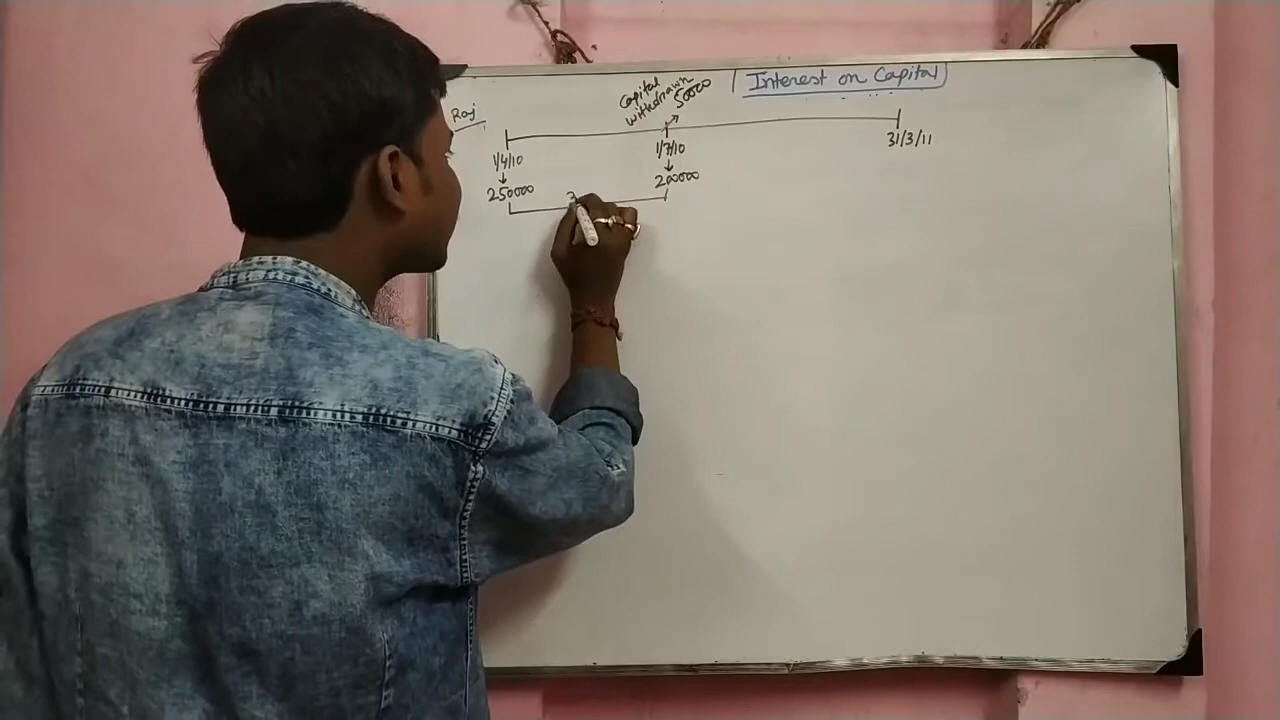 Interest on Capital
Raj
Capital
withdrawn
50000
1/4/10
1/7/10
31/3/11
250000
200000